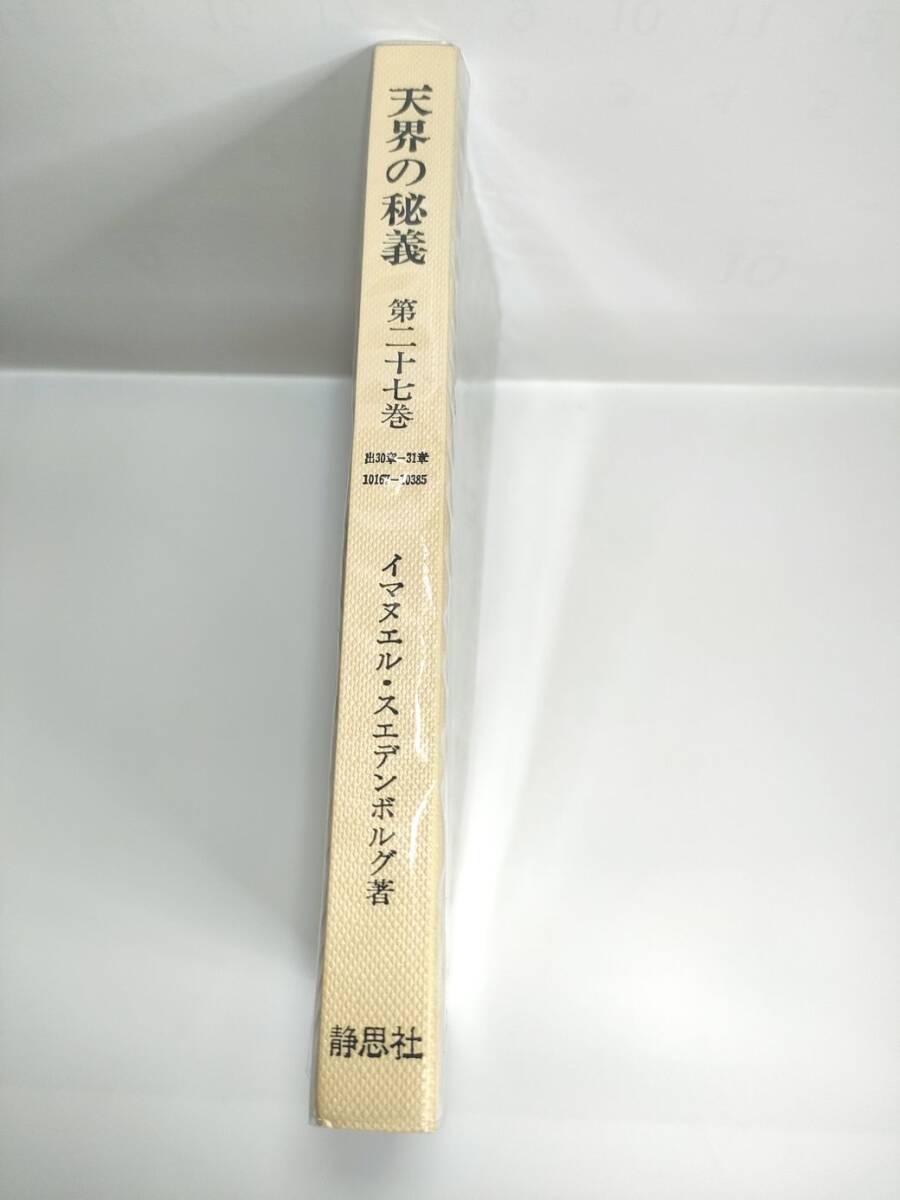 天界の秘義
第二十七巻
出30章―31章
10167―10385
イマヌエル・スエデンボルグ著
静思社